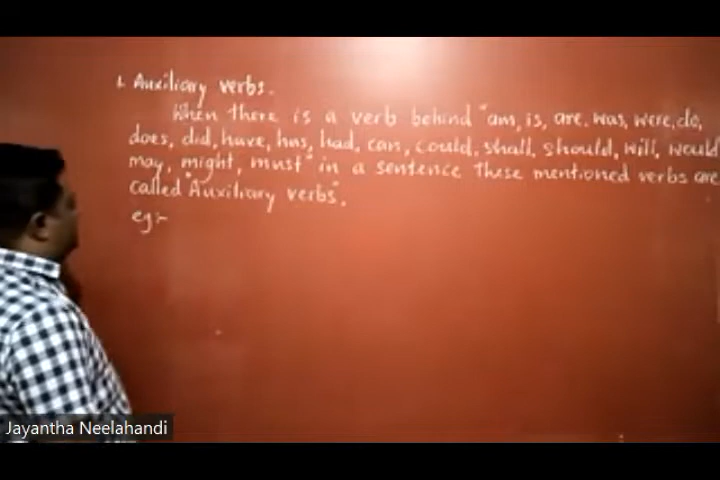 1. Auxiliary verbs.
When there is a verb behind "am, is, are, was, were, do,
does, did, have, has, had, can, could, shall, should, will, would
may, might, must" in a sentence These mentioned verbs are
called "Auxiliary verbs".
eg:-
Jayantha Neelahandi